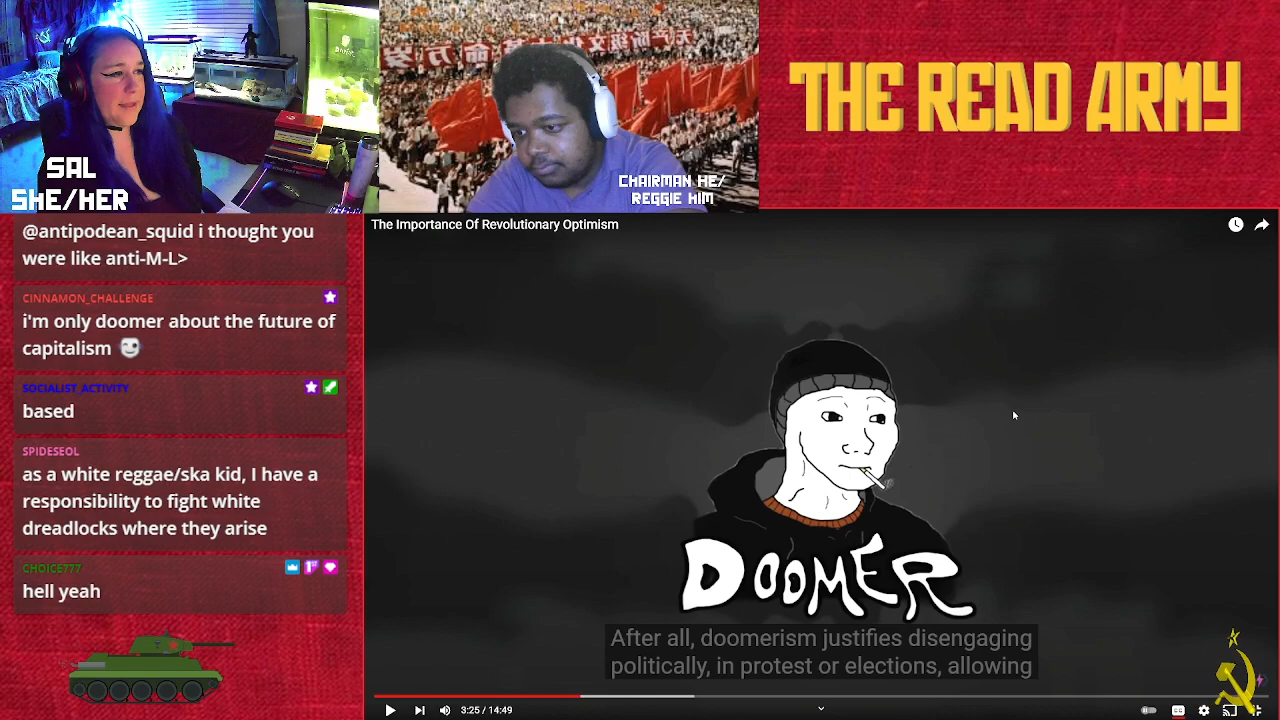 SAL
SHE/HER
CHAIRMAN HE/
REGGIE HIM
THE READ ARMY
@antipodean_squid i thought you
were like anti-M-L>
CINNAMON_CHALLENGE
i'm only doomer about the future of
capitalism
SOCIALIST_ACTIVITY
based
SPIDESEOL
as a white reggae/ska kid, I have a
responsibility to fight white
dreadlocks where they arise
CHOICE777
hell yeah
The Importance Of Revolutionary Optimism
DOOMER
After all, doomerism justifies disengaging
politically, in protest or elections, allowing
3:25 / 14:49